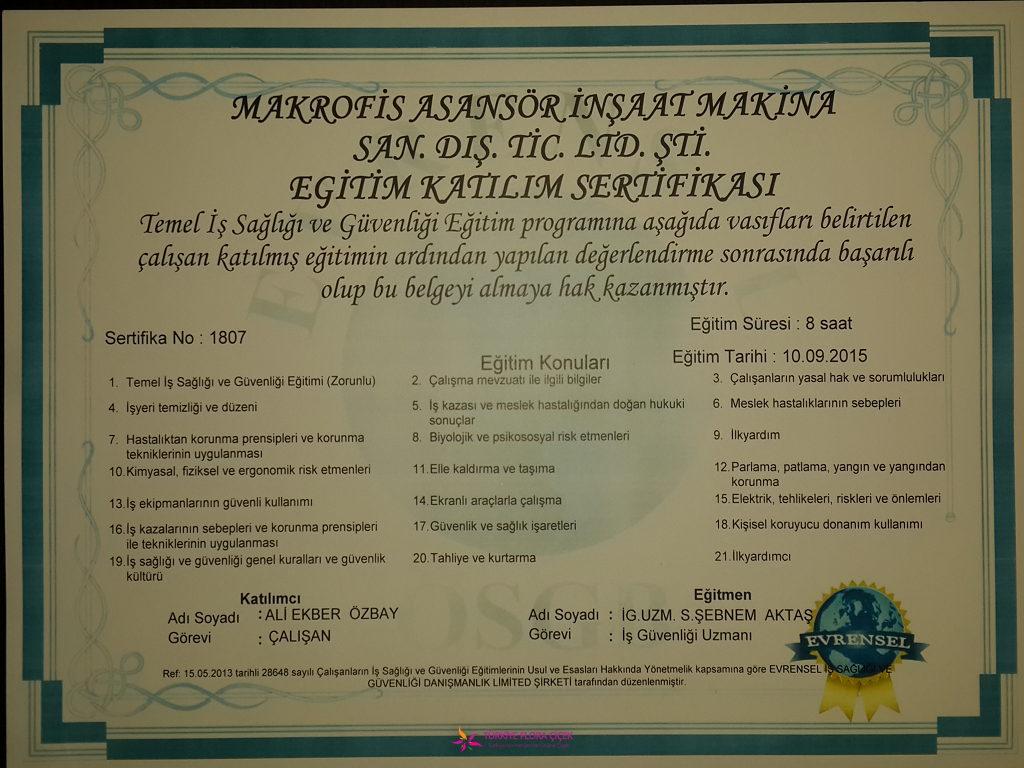 MAKROFİS ASANSÖR İNŞAAT MAKİNA
SAN. DIŞ. TİC. LTD. ŞTİ.
EGİTİM KATILIM SERTİFİKASI
Temel İş Sağlığı ve Güvenliği Eğitim programına aşağıda vasıfları belirtilen
çalışan katılmış eğitimin ardından yapılan değerlendirme sonrasında başarılı
olup bu belgeyi almaya hak kazanmıştır.
Sertifika No : 1807
Eğitim Süresi : 8 saat
Eğitim Tarihi : 10.09.2015
Eğitim Konuları
1. Temel İş Sağlığı ve Güvenliği Eğitimi (Zorunlu)
2. Çalışma mevzuatı ile ilgili bilgiler
3. Çalışanların yasal hak ve sorumlulukları
4. İşyeri temizliği ve düzeni
5. İş kazası ve meslek hastalığından doğan hukuki
sonuçlar
6. Meslek hastalıklarının sebepleri
7. Hastalıktan korunma prensipleri ve korunma
tekniklerinin uygulanması
8. Biyolojik ve psikososyal risk etmenleri
9. İlkyardım
10. Kimyasal, fiziksel ve ergonomik risk etmenleri
11. Elle kaldırma ve taşıma
12. Parlama, patlama, yangın ve yangından
korunma
13. İş ekipmanlarının güvenli kullanımı
14. Ekranlı araçlarla çalışma
15. Elektrik, tehlikeleri, riskleri ve önlemleri
16. İş kazalarının sebepleri ve korunma prensipleri
ile tekniklerinin uygulanması
17. Güvenlik ve sağlık işaretleri
18. Kişisel koruyucu donanım kullanımı
19. İş sağlığı ve güvenliği genel kuralları ve güvenlik
kültürü
20. Tahliye ve kurtarma
21. İlkyardımcı
Katılımcı
Adı Soyadı : ALİ EKBER ÖZBAY
Görevi : ÇALIŞAN
Eğitmen
Adı Soyadı : İG.UZM. S.ŞEBNEM AKTAŞ
Görevi : İş Güvenliği Uzmanı
EVRENSEL
Ref: 15.05.2013 tarihli 28648 sayılı Çalışanların İş Sağlığı ve Güvenliği Eğitimlerinin Usul ve Esasları Hakkında Yönetmelik kapsamına göre EVRENSEL İŞ SAĞLIĞI VE
GÜVENLİĞİ DANIŞMANLIK LİMİTED ŞİRKETİ tarafından düzenlenmiştir.
OSGB
TÜRKİYE FLORA ÇİÇEK